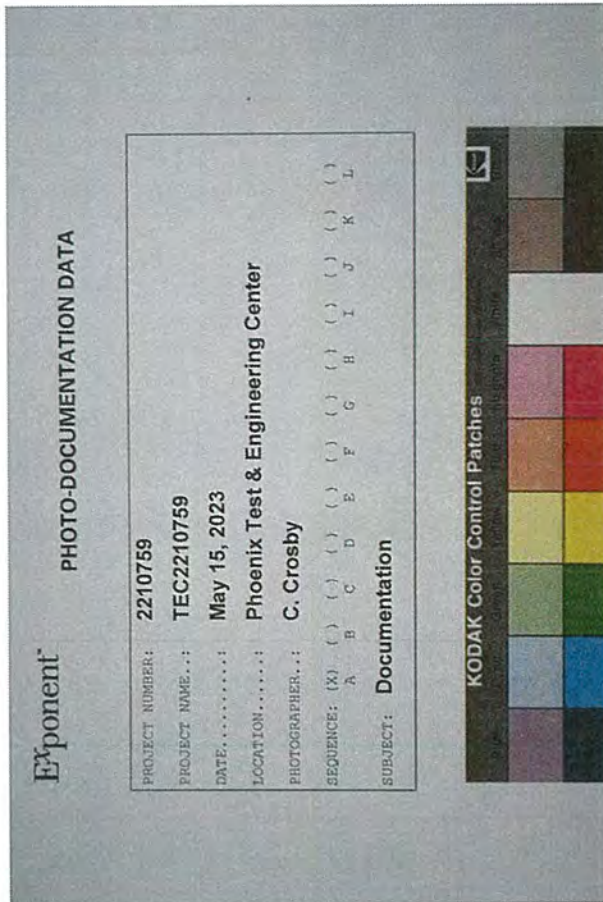 Exponent™
PHOTO-DOCUMENTATION DATA
PROJECT NUMBER: 2210759
PROJECT NAME..: TEC2210759
DATE..........: May 15, 2023
LOCATION......: Phoenix Test & Engineering Center
PHOTOGRAPHER..: C. Crosby
SEQUENCE: (X) ( ) ( ) ( ) ( ) ( ) ( ) ( ) ( ) ( ) ( ) ( )
A B C D E F G H I J K L
SUBJECT: Documentation
KODAK Color Control Patches